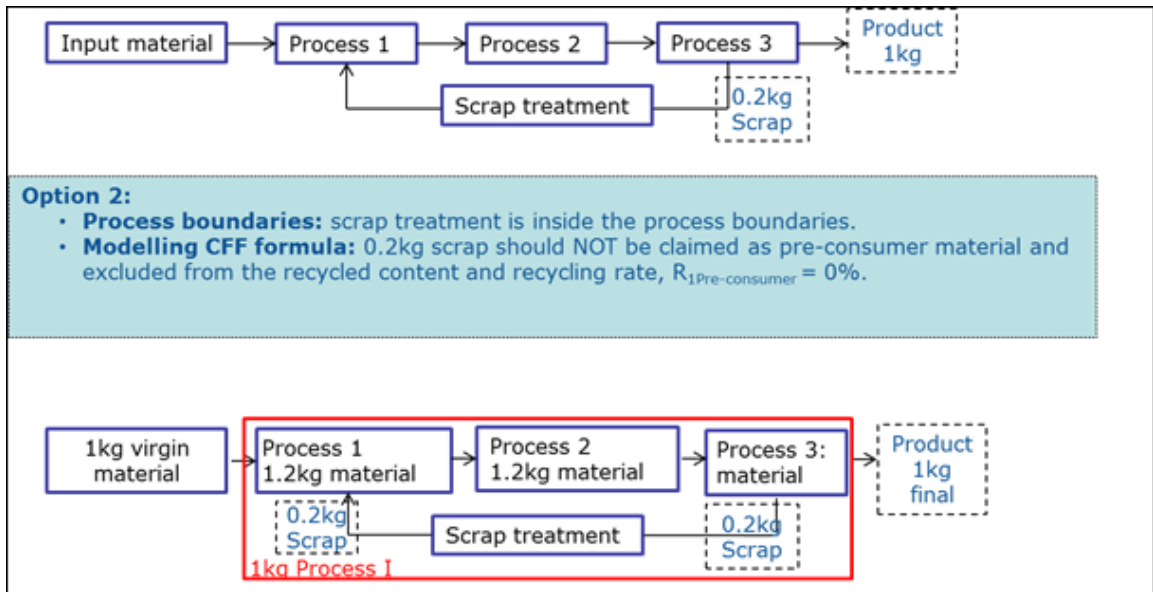 Input material
Process 1
Process 2
Process 3
Product
1kg
Scrap treatment
0.2kg
Scrap
Option 2:
• Process boundaries: scrap treatment is inside the process boundaries.
• Modelling CFF formula: 0.2kg scrap should NOT be claimed as pre-consumer material and
excluded from the recycled content and recycling rate, R1Pre-consumer = 0%.
1kg virgin
material
Process 1
1.2kg material
Process 2
1.2kg material
Process 3:
material
Product
1kg
final
0.2kg
Scrap
Scrap treatment
0.2kg
Scrap
1kg Process I